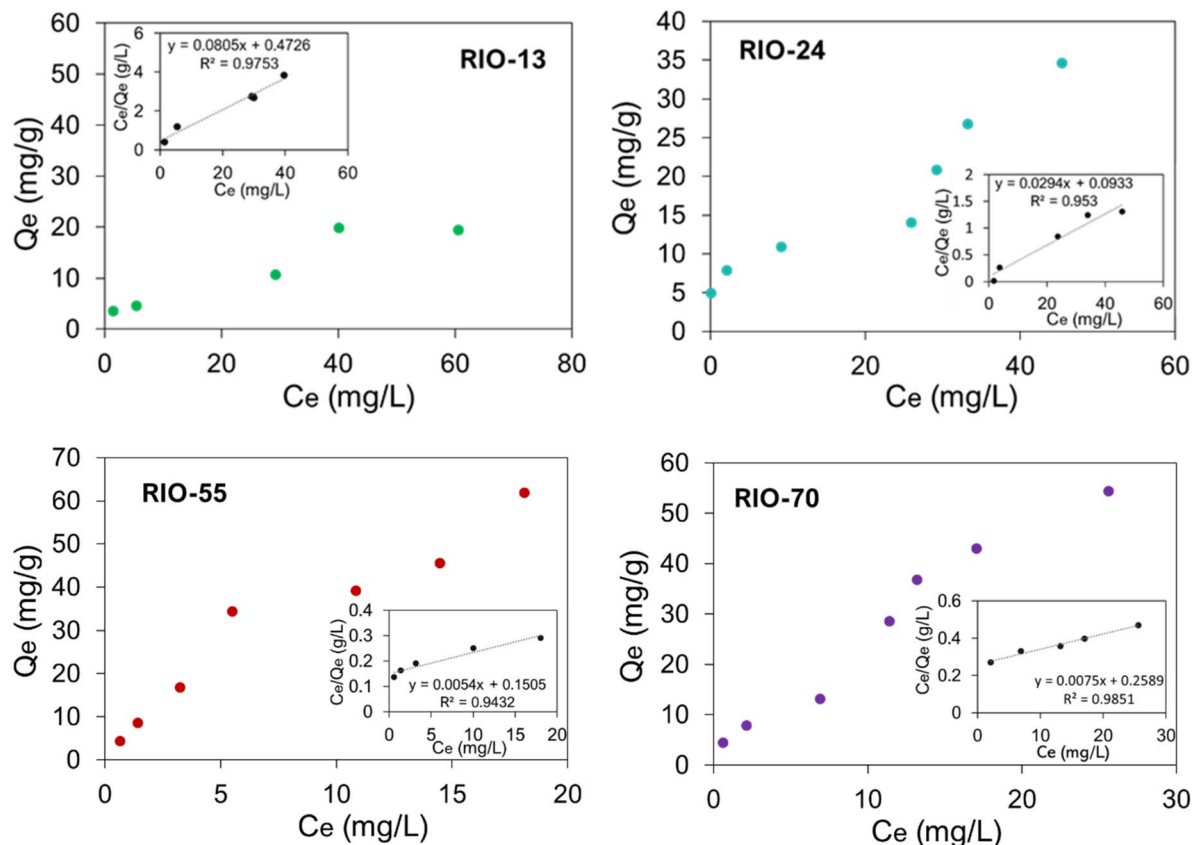 RIO-13
Qe (mg/g)
60
50
40
30
20
10
0
0 20 40 60 80
Ce (mg/L)
Ce/Qe (g/L)
6
4
2
0
y = 0.0805x + 0.4726
R² = 0.9753
0 20 40 60
Ce (mg/L)
RIO-24
Qe (mg/g)
40
35
30
25
20
15
10
5
0
0 20 40 60
Ce (mg/L)
Ce/Qe (g/L)
2
1.5
1
0.5
0
y = 0.0294x + 0.0933
R² = 0.953
0 20 40 60
Ce (mg/L)
RIO-55
Qe (mg/g)
70
60
50
40
30
20
10
0
0 5 10 15 20
Ce (mg/L)
Ce/Qe (g/L)
0.4
0.3
0.2
0.1
0
y = 0.0054x + 0.1505
R² = 0.9432
0 5 10 15 20
Ce (mg/L)
RIO-70
Qe (mg/g)
60
50
40
30
20
10
0
0 10 20 30
Ce (mg/L)
Ce/Qe (g/L)
0.6
0.4
0.2
0
y = 0.0075x + 0.2589
R² = 0.9851
0 10 20 30
Ce (mg/L)